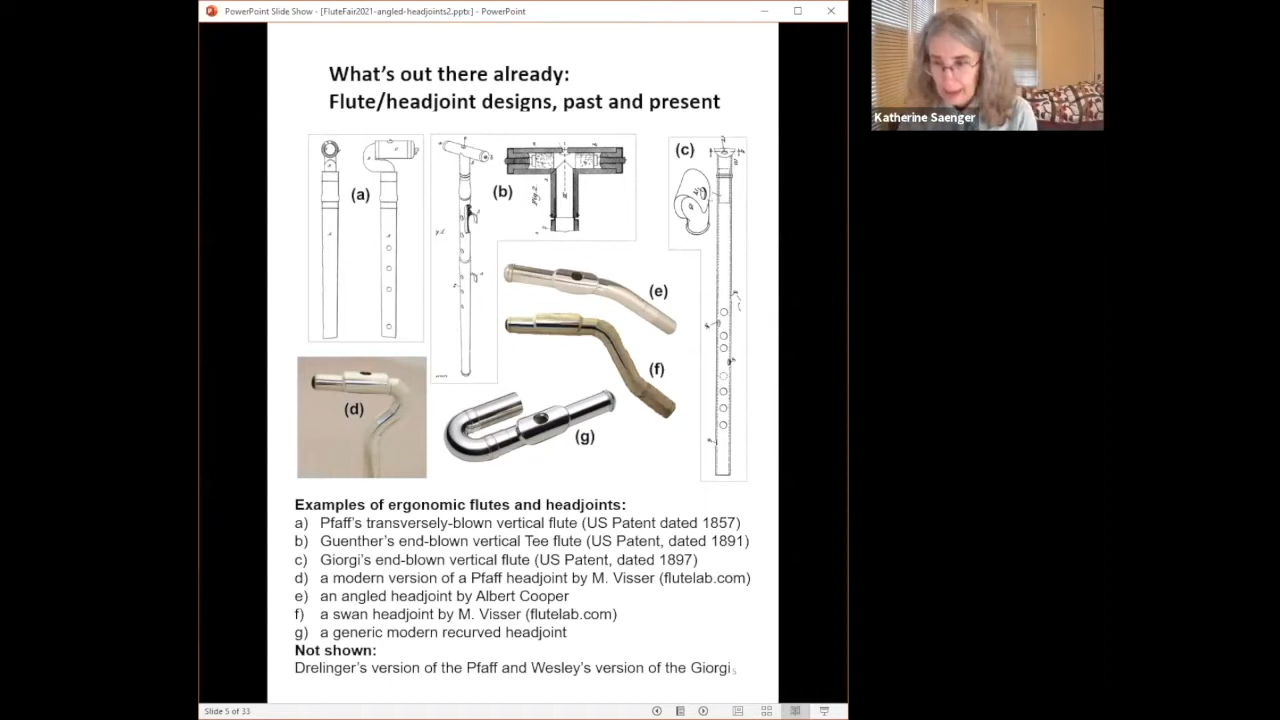 PowerPoint Slide Show - [FluteFair2021-angled-headjoints2.ppts] - PowerPoint
Katherine Saenger
What's out there already:
Flute/headjoint designs, past and present
(a)
(b)
(c)
(d)
(e)
(f)
(g)
Examples of ergonomic flutes and headjoints:
a) Pfaff's transversely-blown vertical flute (US Patent dated 1857)
b) Guenther's end-blown vertical Tee flute (US Patent, dated 1891)
c) Giorgi's end-blown vertical flute (US Patent, dated 1897)
d) a modern version of a Pfaff headjoint by M. Visser (flutelab.com)
e) an angled headjoint by Albert Cooper
f) a swan headjoint by M. Visser (flutelab.com)
g) a generic modern recurved headjoint
Not shown:
Drelinger's version of the Pfaff and Wesley's version of the Giorgi
5
Slide 5 of 33